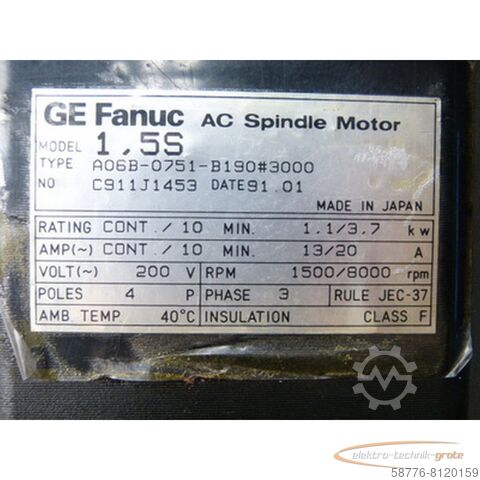 GE Fanuc AC Spindle Motor
MODEL 1,5S
TYPE A06B-0751-B190#3000
NO C911J1453 DATE 91.01
MADE IN JAPAN
RATING CONT./10 MIN. 1.1/3.7 kw
AMP(~) CONT./10 MIN. 13/20 A
VOLT(~) 200 V RPM 1500/8000 rpm
POLES 4 P PHASE 3 RULE JEC-37
AMB. TEMP. 40°C INSULATION CLASS F
elektro-technik-grote
58776-8120159